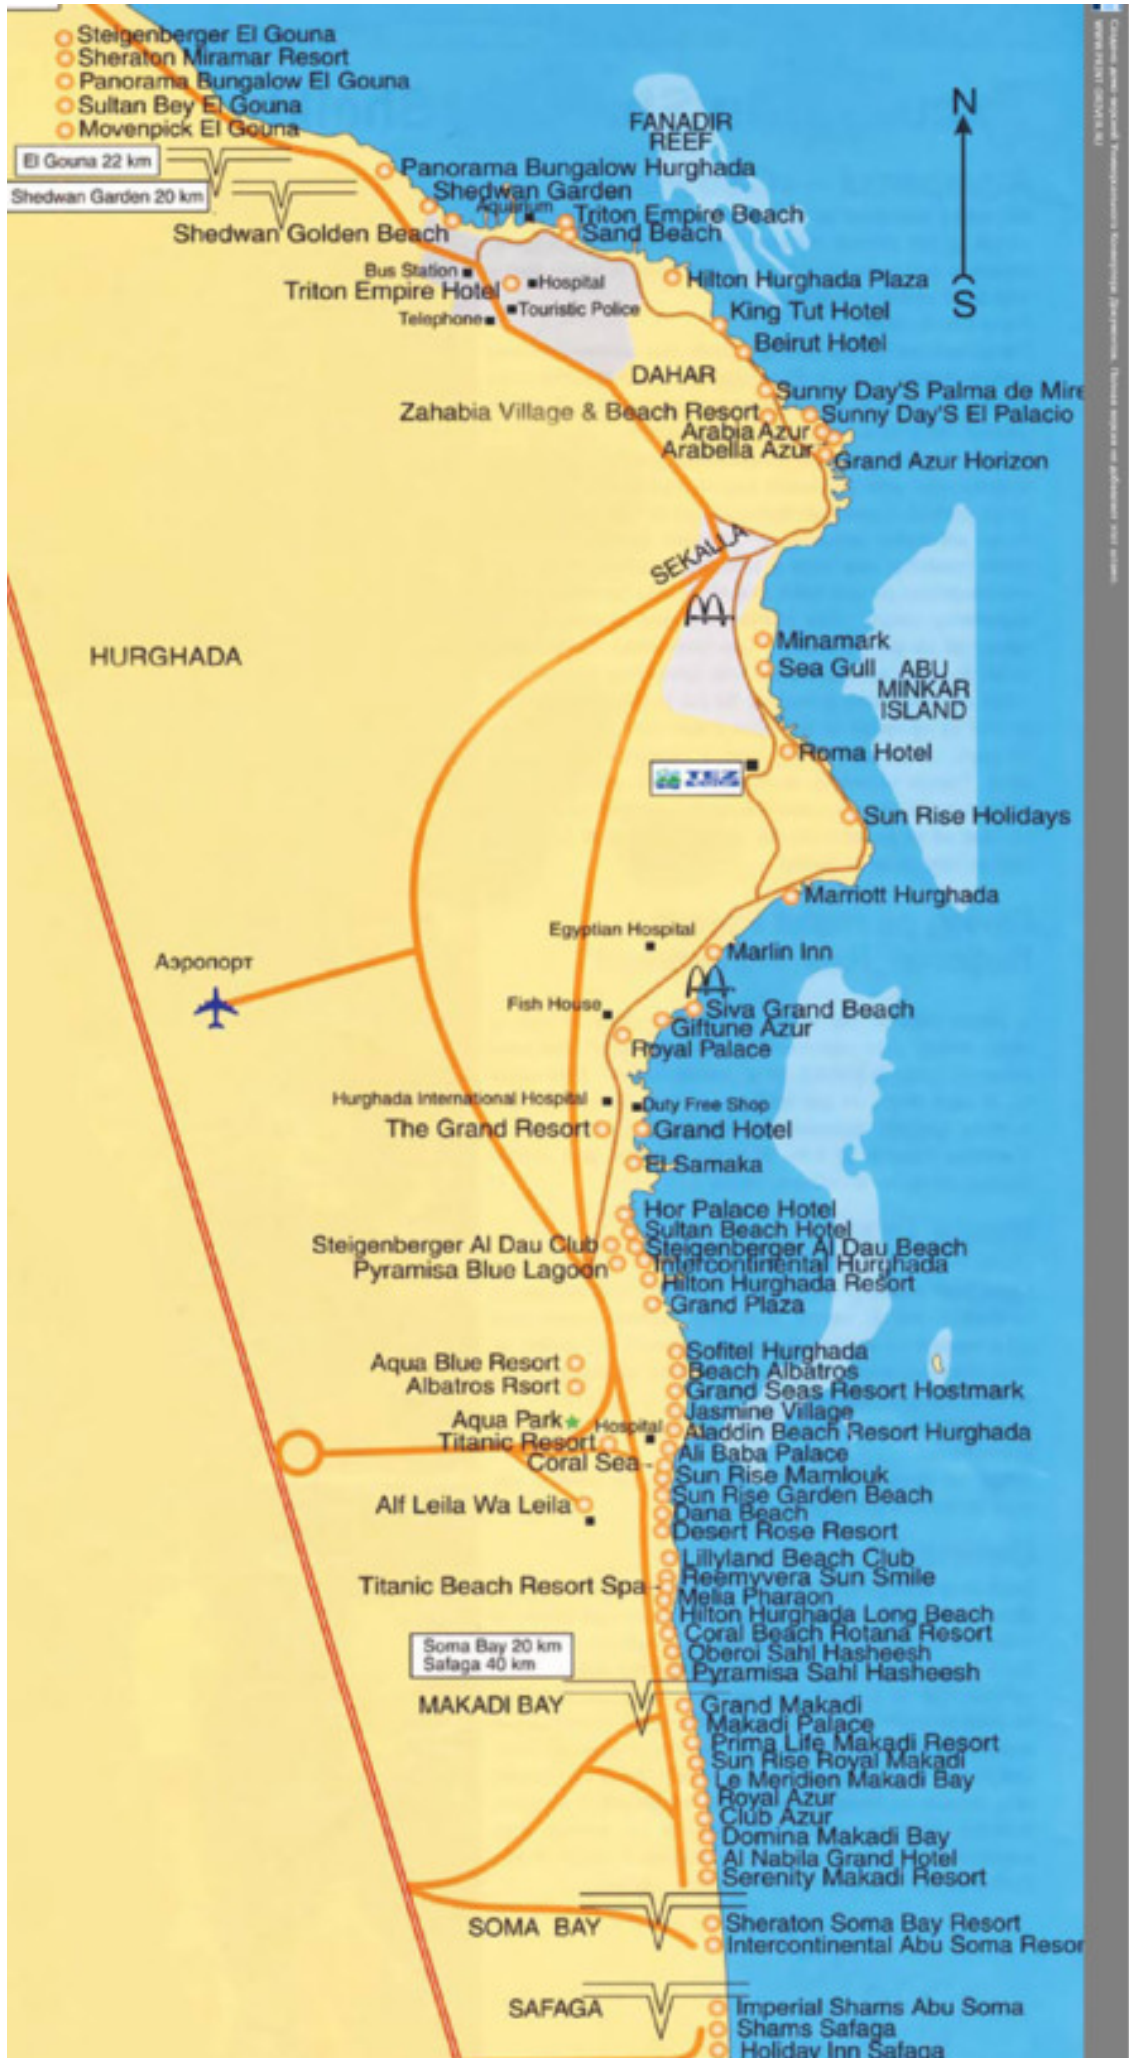 Steigenberger El Gouna
Sheraton Miramar Resort
Panorama Bungalow El Gouna
Sultan Bey El Gouna
Movenpick El Gouna
El Gouna 22 km
Shedwan Garden 20 km
FANADIR
REEF
N
S
Panorama Bungalow Hurghada
Shedwan Garden
Aquarium
Triton Empire Beach
Shedwan Golden Beach
Sand Beach
Bus Station
Hospital
Hilton Hurghada Plaza
Triton Empire Hotel
Touristic Police
King Tut Hotel
Telephone
Beirut Hotel
DAHAR
Sunny Day'S Palma de Mire
Zahabia Village & Beach Resort
Sunny Day'S El Palacio
Arabia Azur
Arabella Azur
Grand Azur Horizon
SEKALLA
HURGHADA
Minamark
Sea Gull
ABU
MINKAR
ISLAND
Roma Hotel
TEZ
Sun Rise Holidays
Marriott Hurghada
Egyptian Hospital
Marlin Inn
Аэропорт
Fish House
Siva Grand Beach
Giftune Azur
Royal Palace
Hurghada International Hospital
Duty Free Shop
The Grand Resort
Grand Hotel
El Samaka
Hor Palace Hotel
Sultan Beach Hotel
Steigenberger Al Dau Club
Steigenberger Al Dau Beach
Pyramisa Blue Lagoon
Intercontinental Hurghada
Hilton Hurghada Resort
Grand Plaza
Sofitel Hurghada
Aqua Blue Resort
Beach Albatros
Albatros Rsort
Grand Seas Resort Hostmark
Jasmine Village
Aqua Park
Hospital
Aladdin Beach Resort Hurghada
Titanic Resort
Ali Baba Palace
Coral Sea
Sun Rise Mamlouk
Sun Rise Garden Beach
Alf Leila Wa Leila
Dana Beach
Desert Rose Resort
Lillyland Beach Club
Reemyvera Sun Smile
Titanic Beach Resort Spa
Melia Pharaon
Hilton Hurghada Long Beach
Coral Beach Rotana Resort
Soma Bay 20 km
Safaga 40 km
Oberoi Sahl Hasheesh
Pyramisa Sahl Hasheesh
MAKADI BAY
Grand Makadi
Makadi Palace
Prima Life Makadi Resort
Sun Rise Royal Makadi
Le Meridien Makadi Bay
Royal Azur
Club Azur
Domina Makadi Bay
Al Nabila Grand Hotel
Serenity Makadi Resort
SOMA BAY
Sheraton Soma Bay Resort
Intercontinental Abu Soma Resor
SAFAGA
Imperial Shams Abu Soma
Shams Safaga
Holiday Inn Safaga